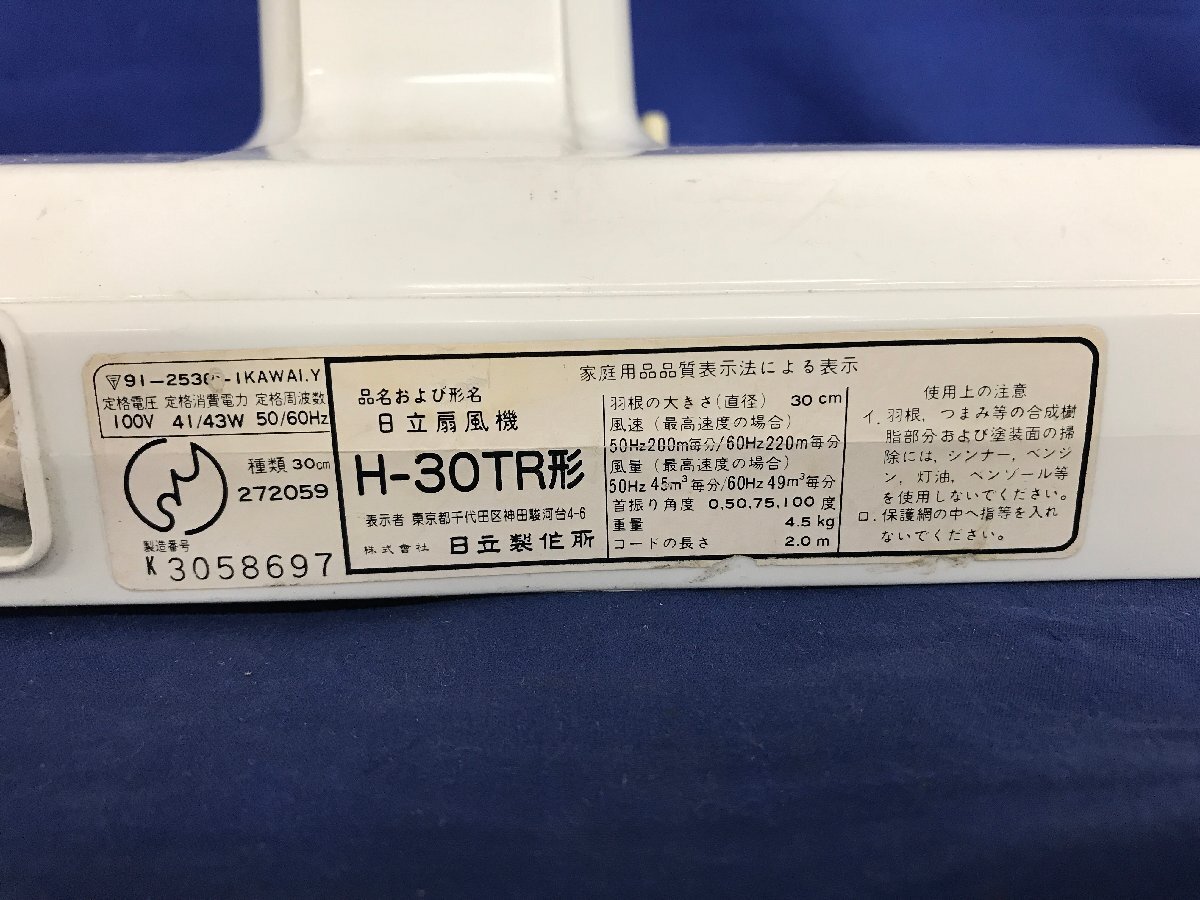 定格電圧 定格消費電力 定格周波数
100V 41/43W 50/60Hz
種類 30cm
272059
製造番号
K 3058697
品名および形名
日立扇風機
H-30TR形
表示者 東京都千代田区神田駿河台4-6
株式會社 日立製作所
家庭用品品質表示法による表示
羽根の大きさ(直径) 30cm
風速(最高速度の場合)
50Hz200m毎分/60Hz220m毎分
風量(最高速度の場合)
50Hz 45m³毎分/60Hz 49m³毎分
首振り角度 0,50,75,100度
重量 4.5kg
コードの長さ 2.0m
使用上の注意
イ.羽根、つまみ等の合成樹
脂部分および塗装面の掃
除には,シンナー,ベンジ
ン,灯油,ベンゾール等
を使用しないでください。
ロ.保護網の中へ指等を入れ
ないでください。